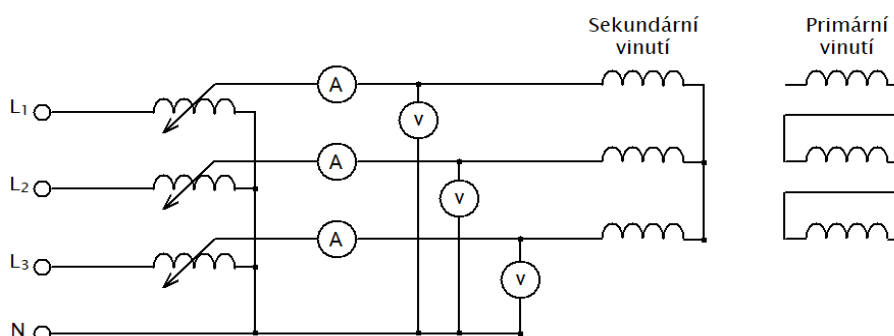 Sekundární
vinutí
Primární
vinutí
A
L1
V
A
L2
V
A
L3
V
N